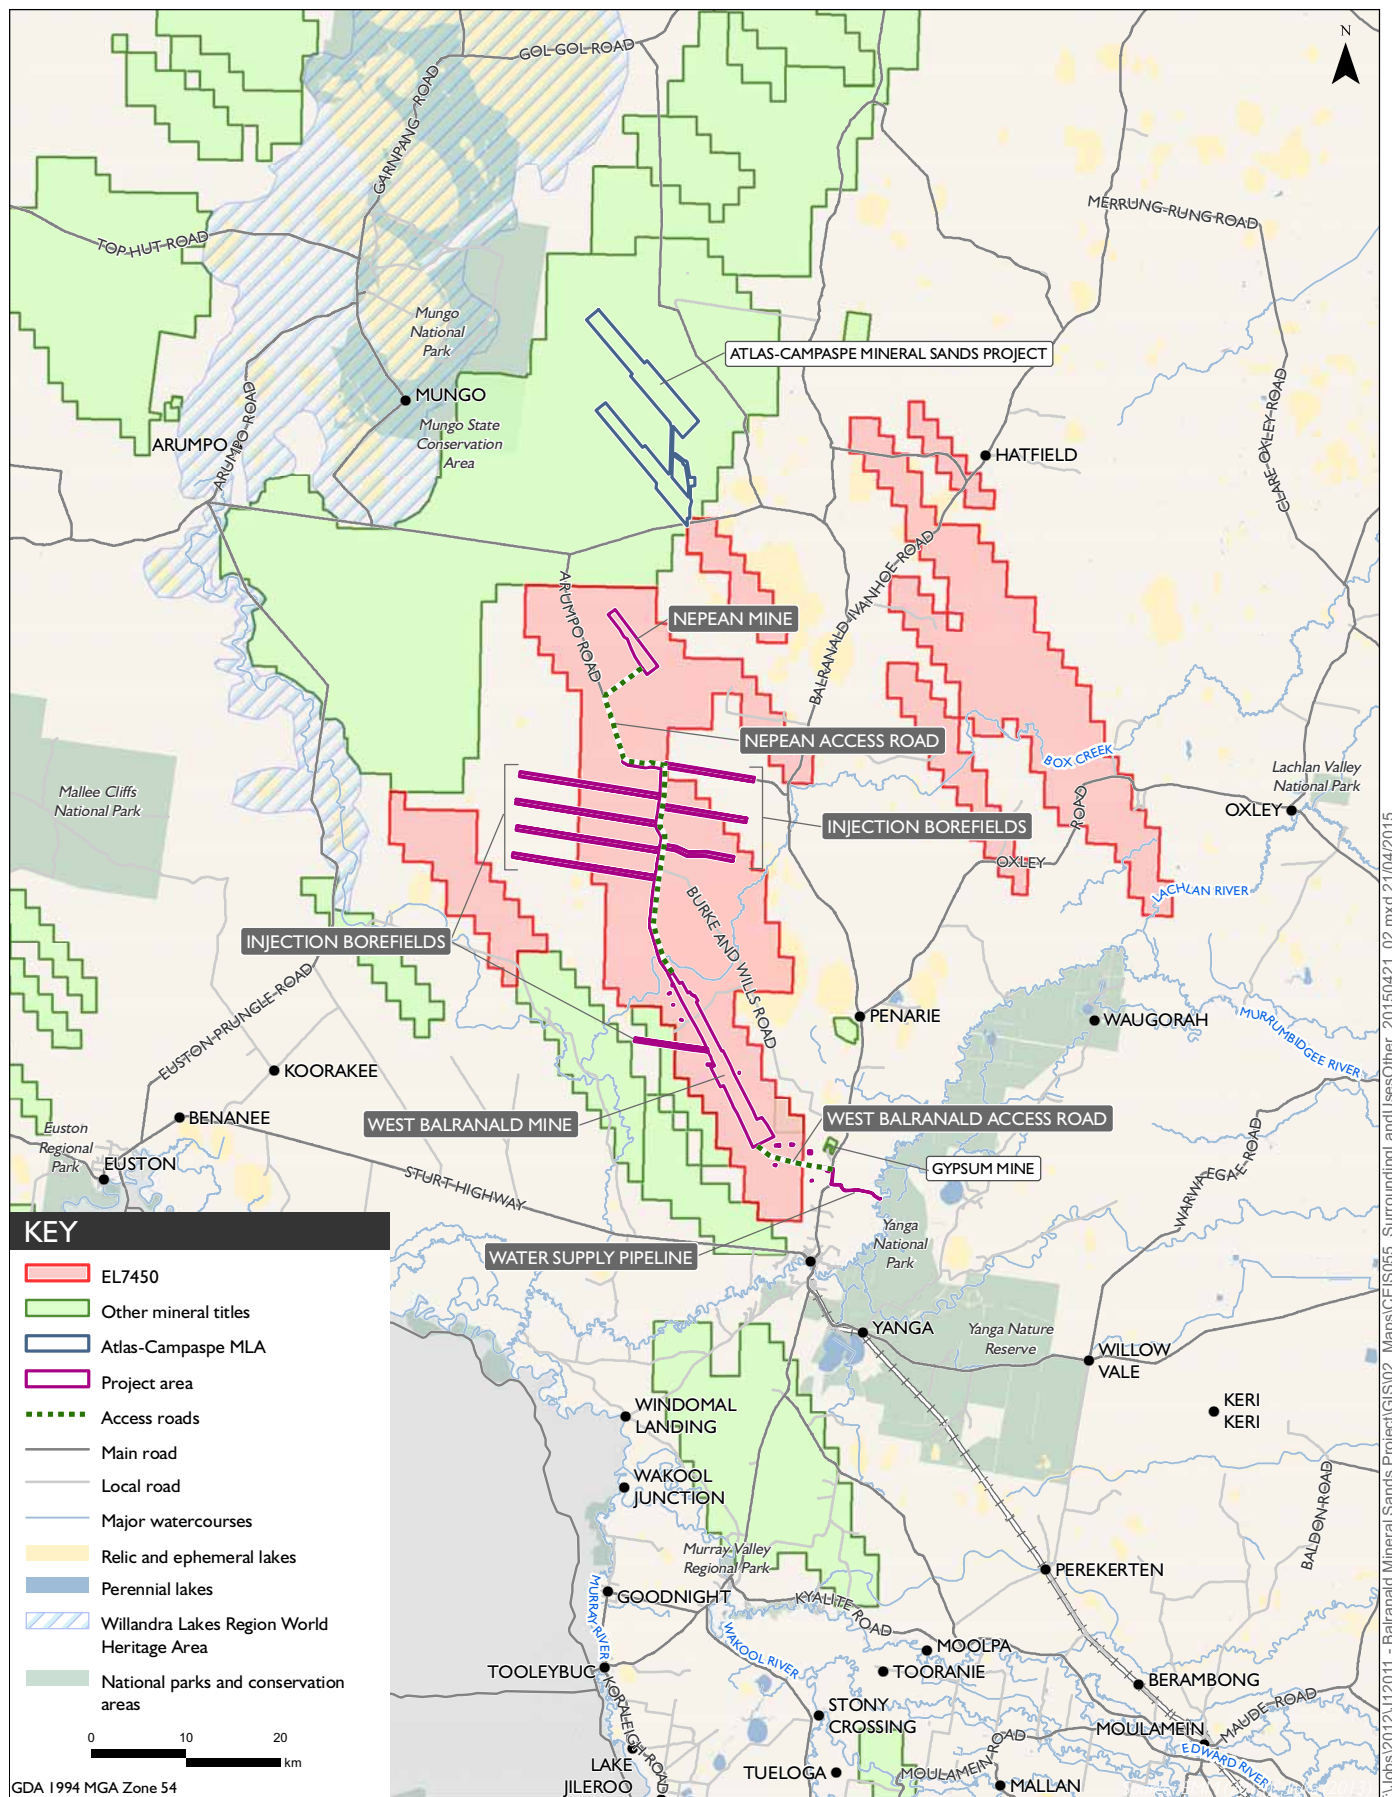 N
GOL GOL ROAD
GARNPANG ROAD
MERRUNG-RUNG ROAD
TOP HUT ROAD
Mungo
National
Park
ATLAS-CAMPASPE MINERAL SANDS PROJECT
MUNGO
Mungo State
Conservation
Area
ARUMPO
ARUMPO-ROAD
CLARE-OXLEY-ROAD
HATFIELD
BALRANALD-IVANHOE-ROAD
ARUMPO-ROAD
NEPEAN MINE
NEPEAN ACCESS ROAD
BOX CREEK
Lachlan Valley
National Park
Mallee Cliffs
National Park
OXLEY
ROAD
INJECTION BOREFIELDS
OXLEY
LACHLAN RIVER
BURKE AND WILLS ROAD
INJECTION BOREFIELDS
EUSTON-PRUNGLE-ROAD
PENARIE
WAUGORAH
MURRUMBIDGEE RIVER
KOORAKEE
BENANEE
WEST BALRANALD MINE
WEST BALRANALD ACCESS ROAD
Euston
Regional
Park
EUSTON
GYPSUM MINE
WARWAEGAE-ROAD
STURT HIGHWAY
Yanga
National
Park
WATER SUPPLY PIPELINE
YANGA
Yanga Nature
Reserve
WILLOW
VALE
WINDOMAL
LANDING
KERI
KERI
WAKOOL
JUNCTION
BALDON-ROAD
Murray Valley
Regional Park
PEREKERTEN
GOODNIGHT
MURRAY-RIVER
KYALITE ROAD
WAKOOL RIVER
MOOLPA
TOORANIE
TOOLEYBUC
BERAMBONG
KORALEIGH-ROAD
STONY
CROSSING
MAUDE-ROAD
MOULAMEIN
EDWARD RIVER
LAKE
JILEROO
TUELOGA
MOULAMEIN-ROAD
MALLAN
KEY
EL7450
Other mineral titles
Atlas-Campaspe MLA
Project area
Access roads
Main road
Local road
Major watercourses
Relic and ephemeral lakes
Perennial lakes
Willandra Lakes Region World
Heritage Area
National parks and conservation
areas
0 10 20
km
GDA 1994 MGA Zone 54